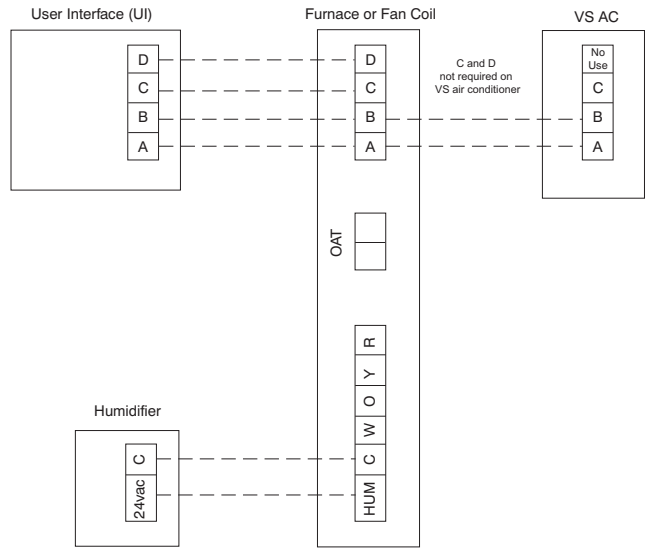 User Interface (UI)
D
C
B
A
Furnace or Fan Coil
D
C
B
A
C and D
not required on
VS air conditioner
VS AC
No
Use
C
B
A
OAT
R
Y
O
W
C
HUM
Humidifier
C
24vac